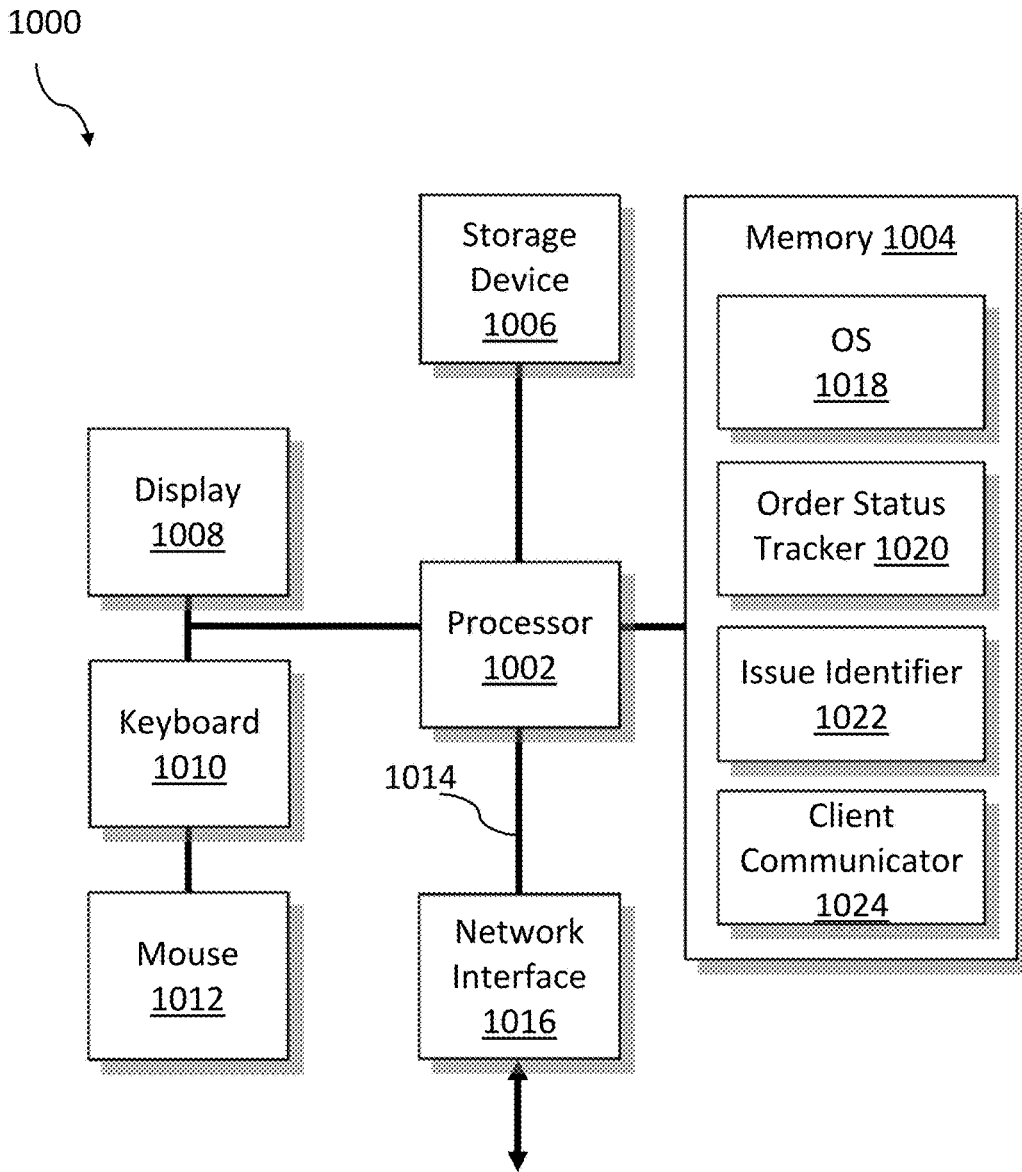 1000
Storage
Device
1006
Memory 1004
OS
1018
Display
1008
Order Status
Tracker 1020
Processor
1002
Issue Identifier
1022
Keyboard
1010
1014
Client
Communicator
1024
Mouse
1012
Network
Interface
1016